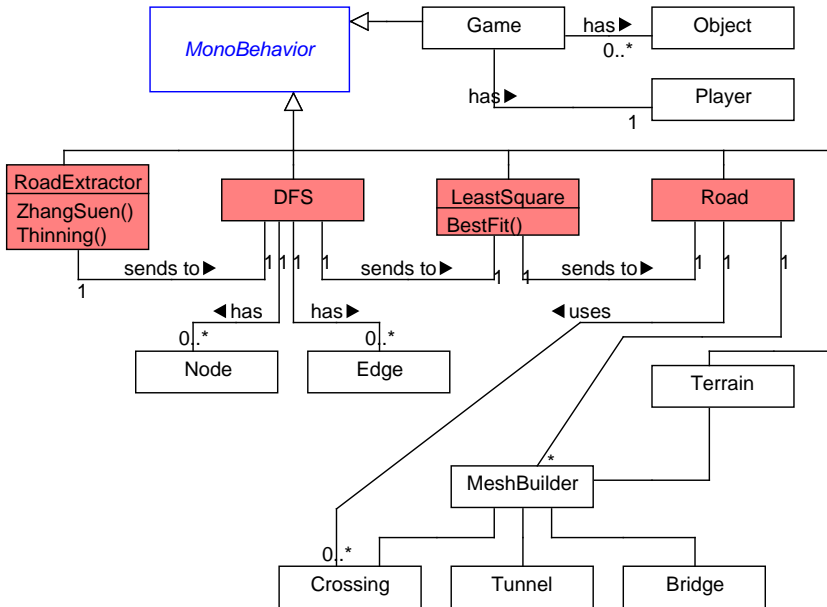 MonoBehavior
Game
has ▶
0..*
Object
has ▶
1
Player
RoadExtractor
ZhangSuen()
Thinning()
DFS
LeastSquare
BestFit()
Road
1
sends to ▶
1
1
1
1
sends to ▶
1
1
sends to ▶
1
1
1
◀ has
0..*
has ▶
0..*
◀ uses
Node
Edge
Terrain
*
MeshBuilder
0..*
Crossing
Tunnel
Bridge